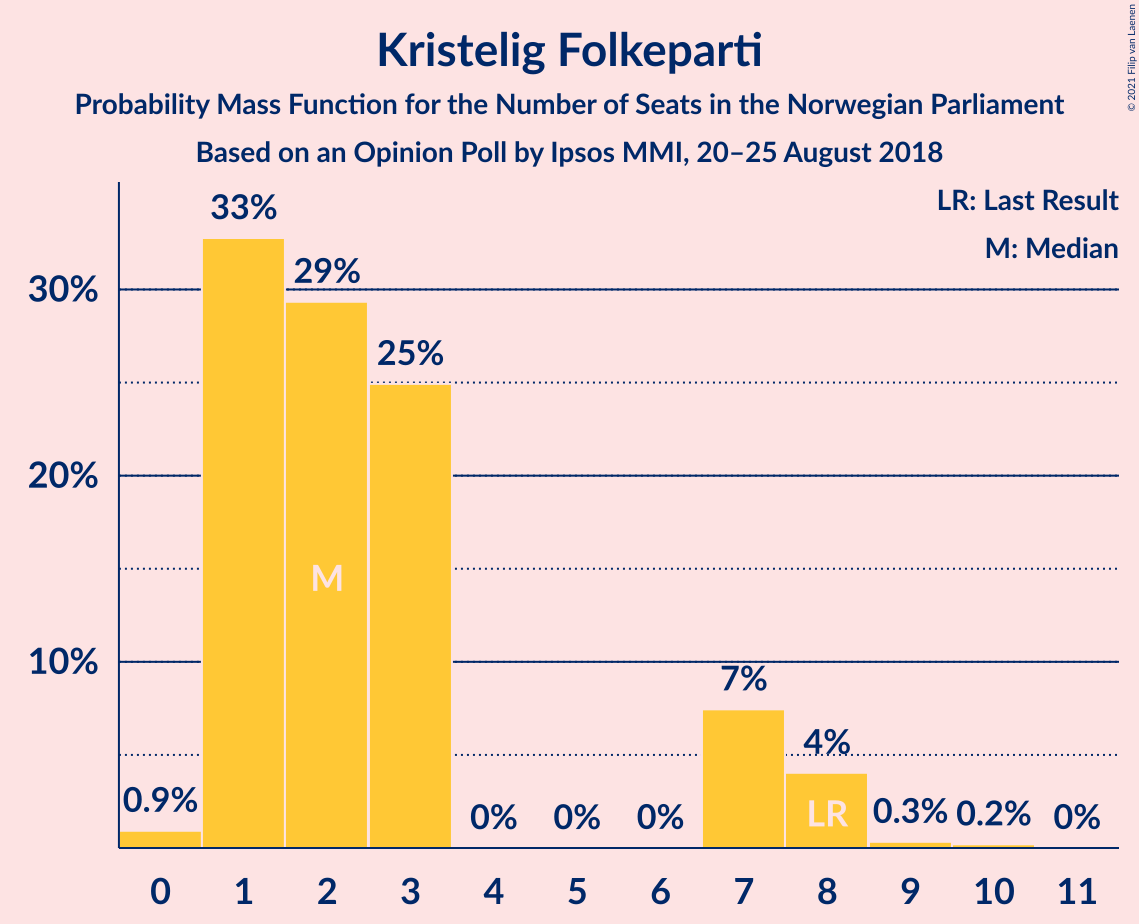 Kristelig Folkeparti
Probability Mass Function for the Number of Seats in the Norwegian Parliament
Based on an Opinion Poll by Ipsos MMI, 20–25 August 2018
© 2021 Filip van Laenen
LR: Last Result
M: Median
33%
29%
30%
25%
20%
M
10%
7%
4%
0.9%
0%
0%
0%
LR
0.3%
0.2%
0%
0 1 2 3 4 5 6 7 8 9 10 11